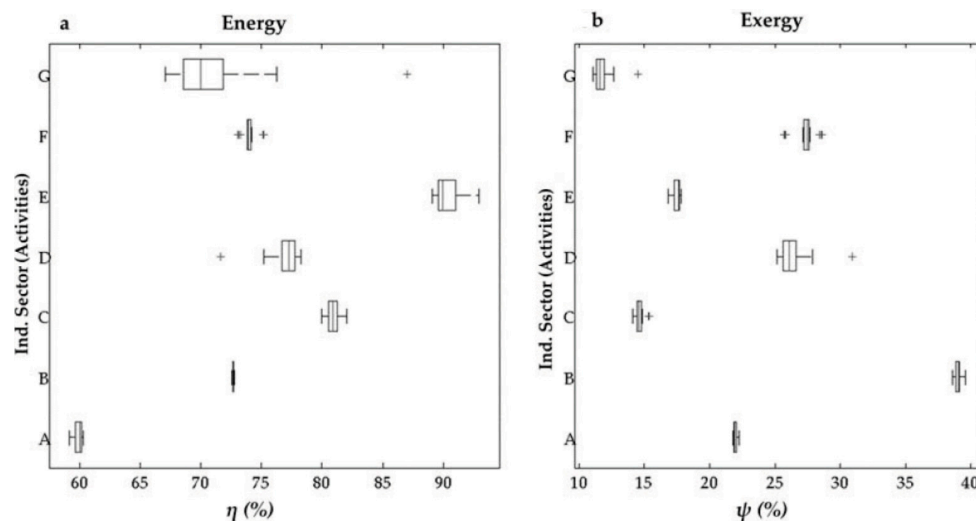 a Energy
Ind. Sector (Activities)
G
F
E
D
C
B
A
60 65 70 75 80 85 90
η (%)
b Exergy
Ind. Sector (Activities)
G
F
E
D
C
B
A
10 15 20 25 30 35 40
ψ (%)